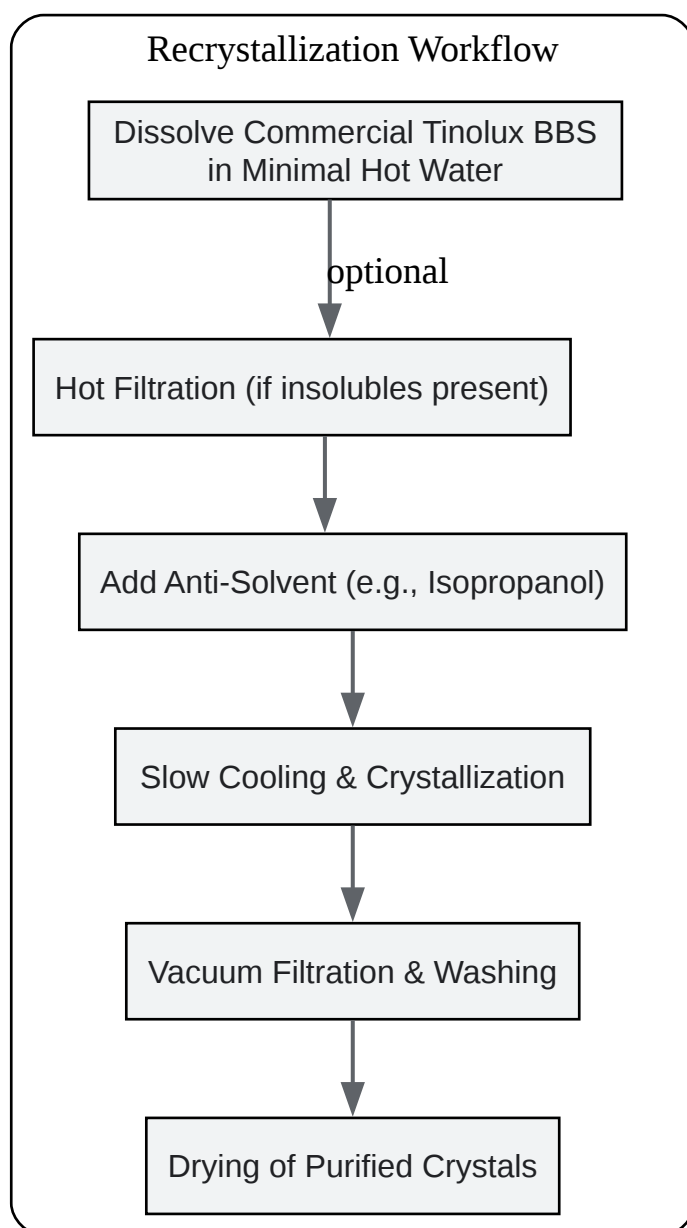 Recrystallization Workflow
Dissolve Commercial Tinolux BBS
in Minimal Hot Water
optional
Hot Filtration (if insolubles present)
Add Anti-Solvent (e.g., Isopropanol)
Slow Cooling & Crystallization
Vacuum Filtration & Washing
Drying of Purified Crystals